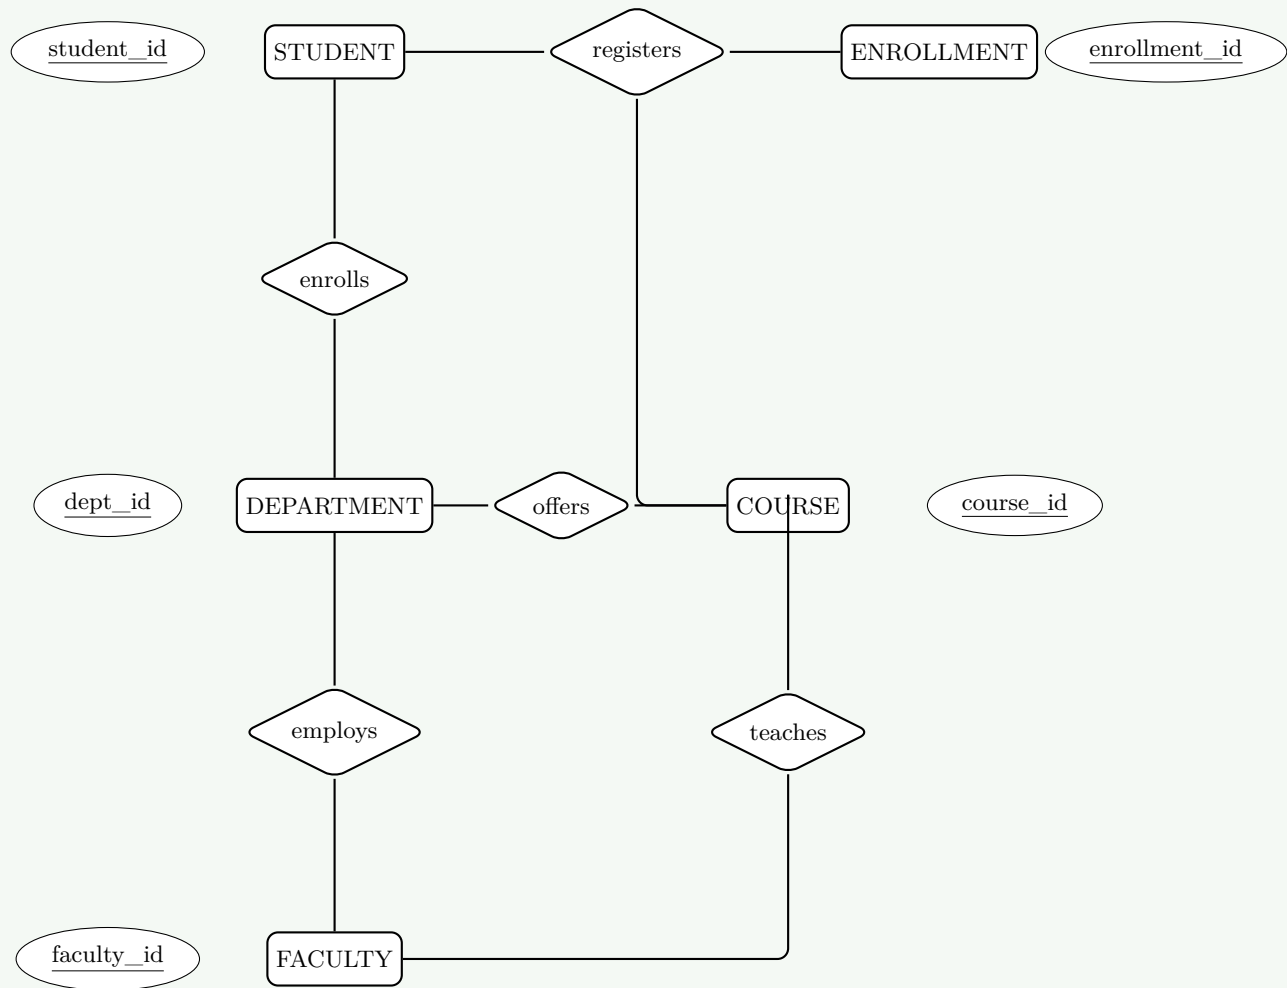 student_id
STUDENT
registers
ENROLLMENT
enrollment_id
enrolls
dept_id
DEPARTMENT
offers
COURSE
course_id
employs
teaches
faculty_id
FACULTY